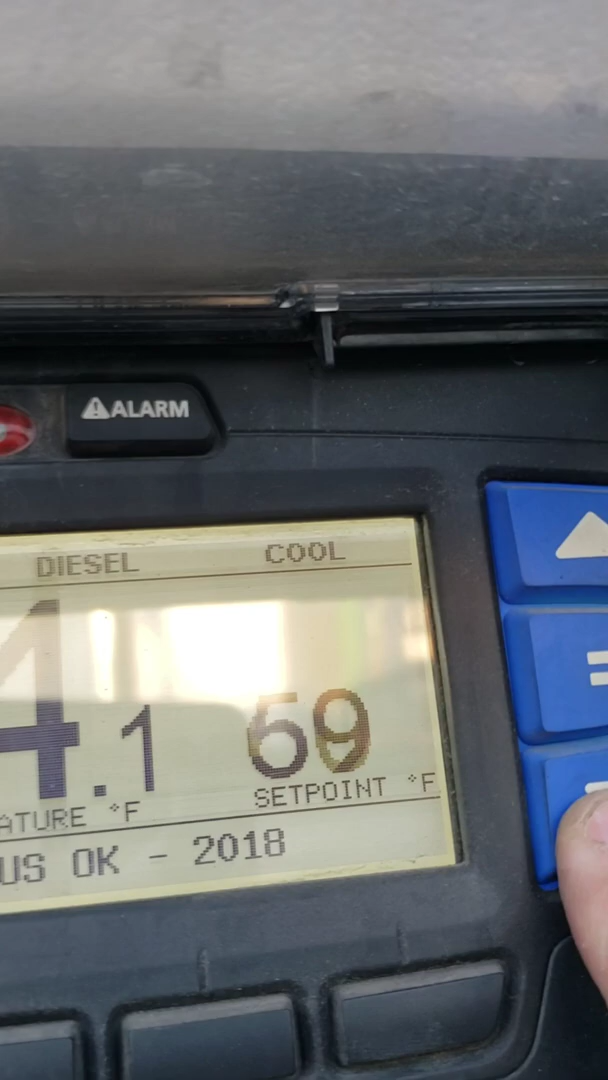 ALARM
DIESEL COOL
4.1 69
ATURE °F SETPOINT °F
US OK - 2018